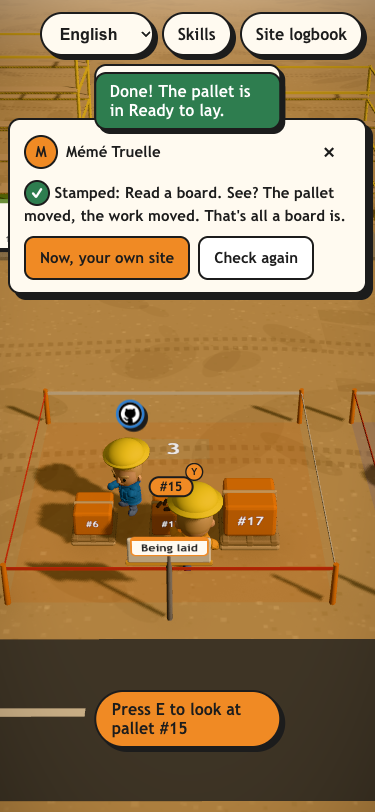 English
Skills
Site logbook
Done! The pallet is
in Ready to lay.
M
Mémé Truelle
×
Stamped: Read a board. See? The pallet
moved, the work moved. That's all a board is.
Now, your own site
Check again
3
Y
#15
#6
#1
#17
Being laid
Press E to look at
pallet #15